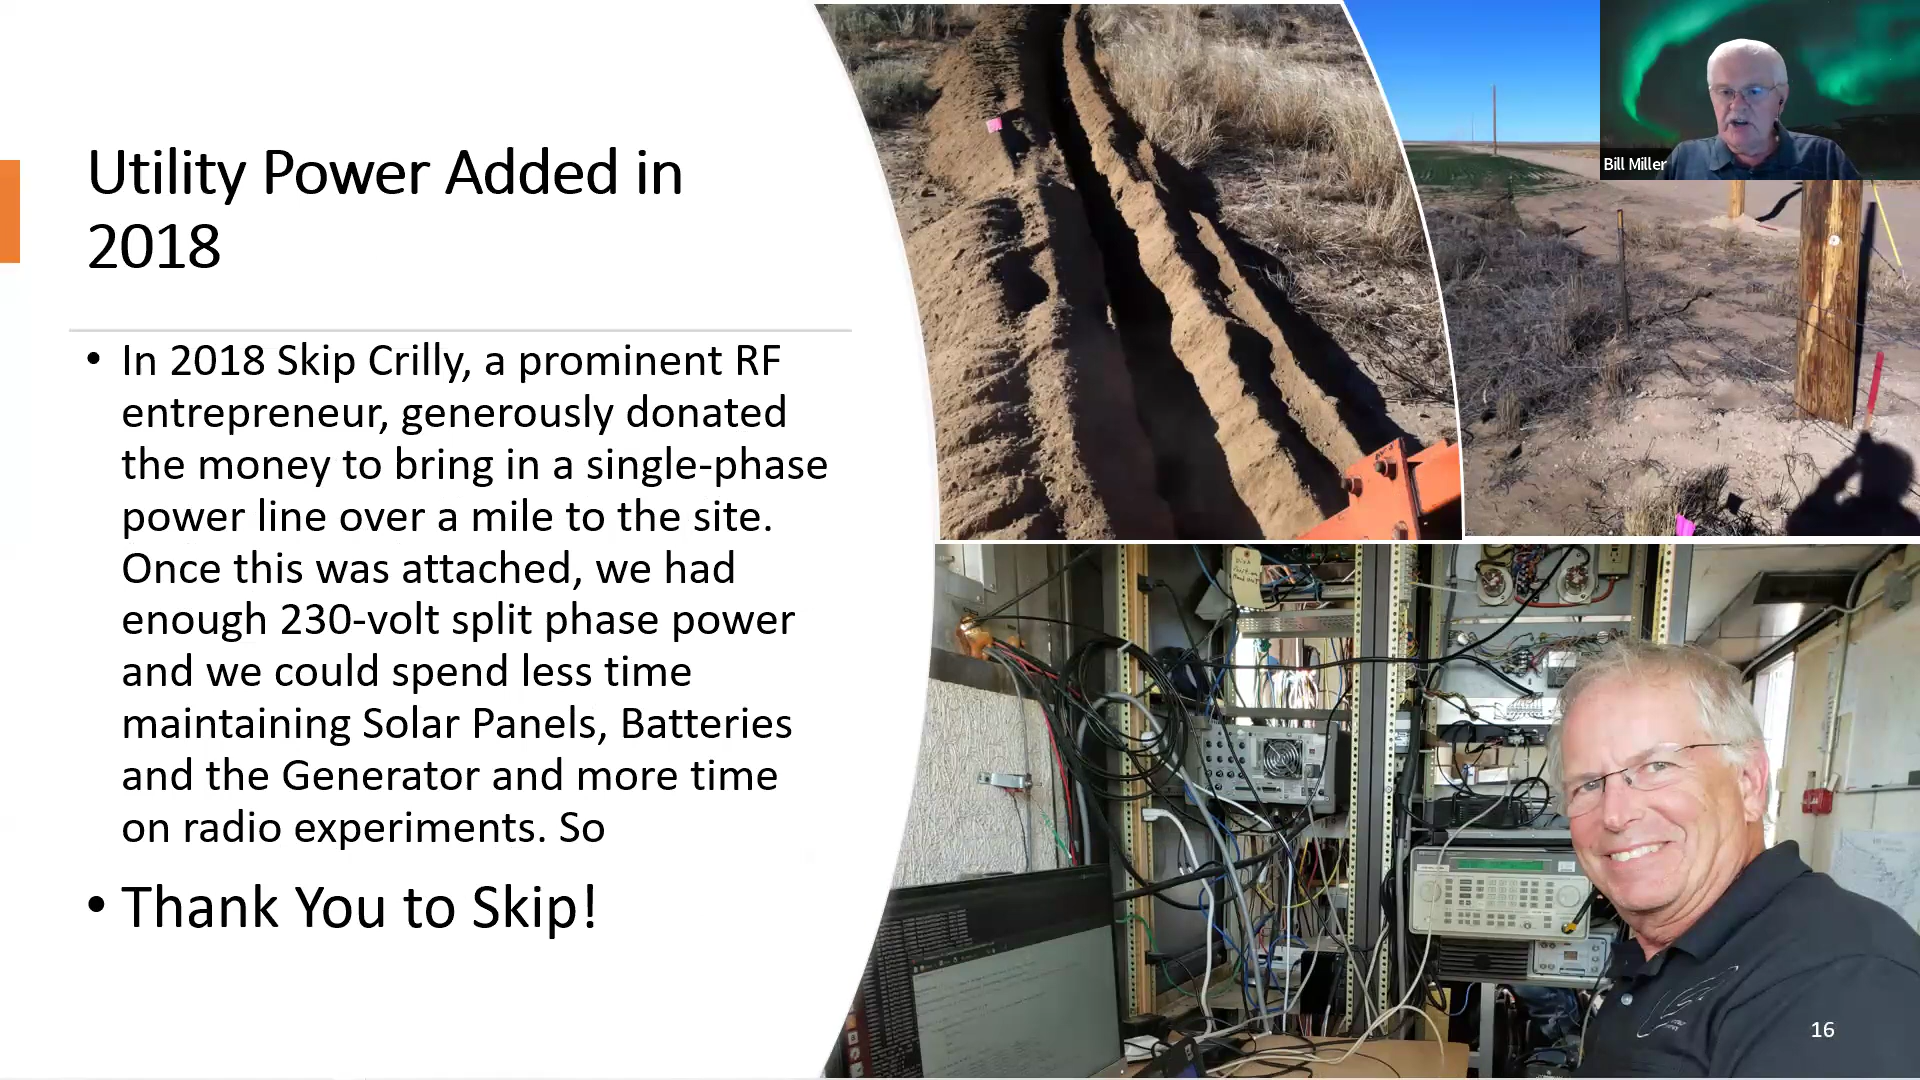 Utility Power Added in
2018
• In 2018 Skip Crilly, a prominent RF
entrepreneur, generously donated
the money to bring in a single-phase
power line over a mile to the site.
Once this was attached, we had
enough 230-volt split phase power
and we could spend less time
maintaining Solar Panels, Batteries
and the Generator and more time
on radio experiments. So
• Thank You to Skip!
Bill Miller
16